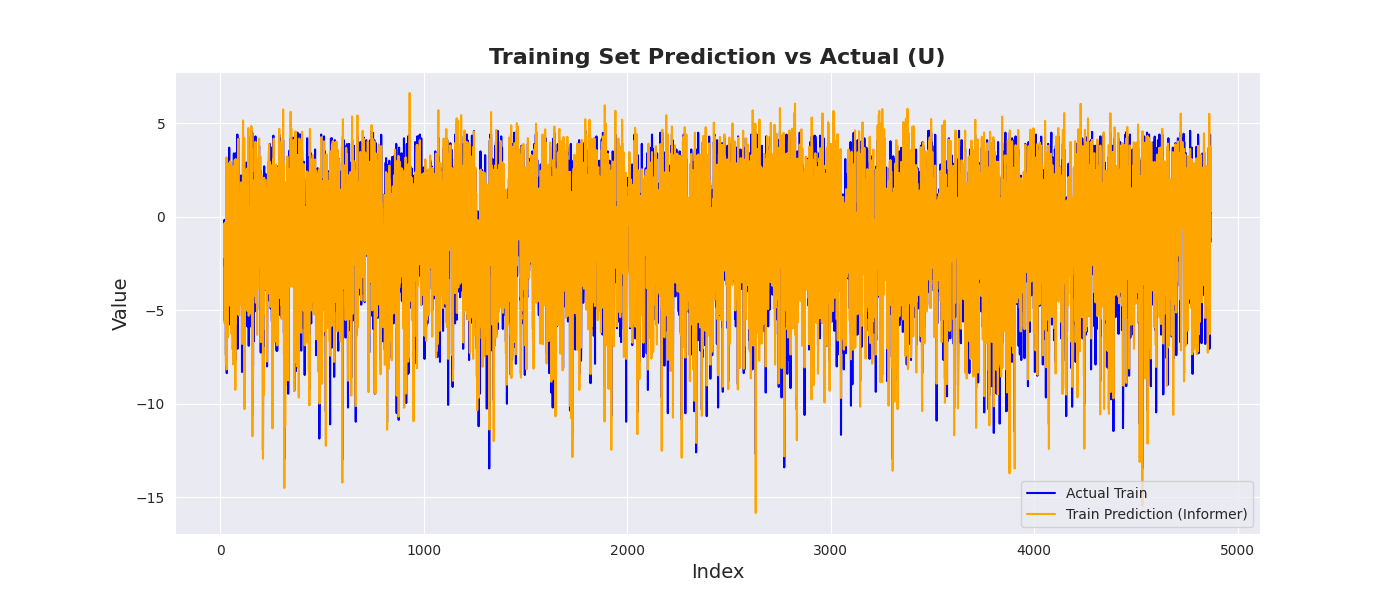 Training Set Prediction vs Actual (U)
Value
5
0
−5
−10
−15
0
1000
2000
3000
4000
5000
Index
Actual Train
Train Prediction (Informer)